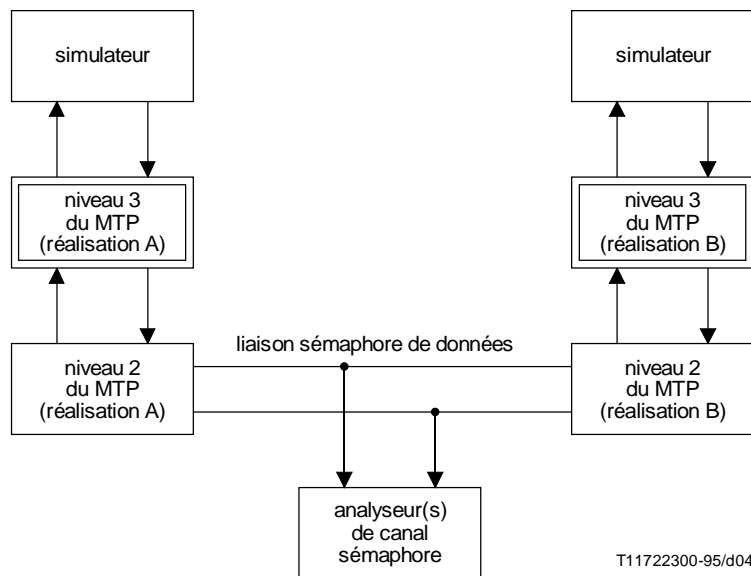 simulateur
simulateur
niveau 3
du MTP
(réalisation A)
niveau 3
du MTP
(réalisation B)
liaison sémaphore de données
niveau 2
du MTP
(réalisation A)
niveau 2
du MTP
(réalisation B)
analyseur(s)
de canal
sémaphore
T11722300-95/d04